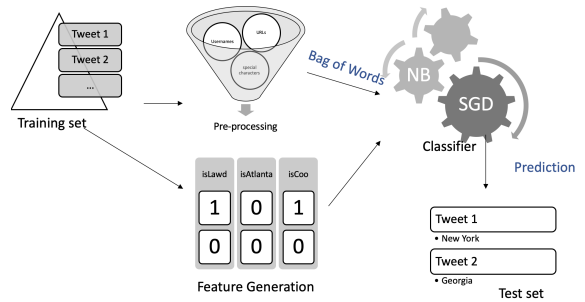 Tweet 1
Tweet 2
...
Training set
Usernames
URLs
special
characters
Pre-processing
Bag of Words
NB
SGD
Classifier
Prediction
isLawd
isAtlanta
isCoo
1
0
1
0
0
0
Feature Generation
Tweet 1
• New York
Tweet 2
• Georgia
Test set